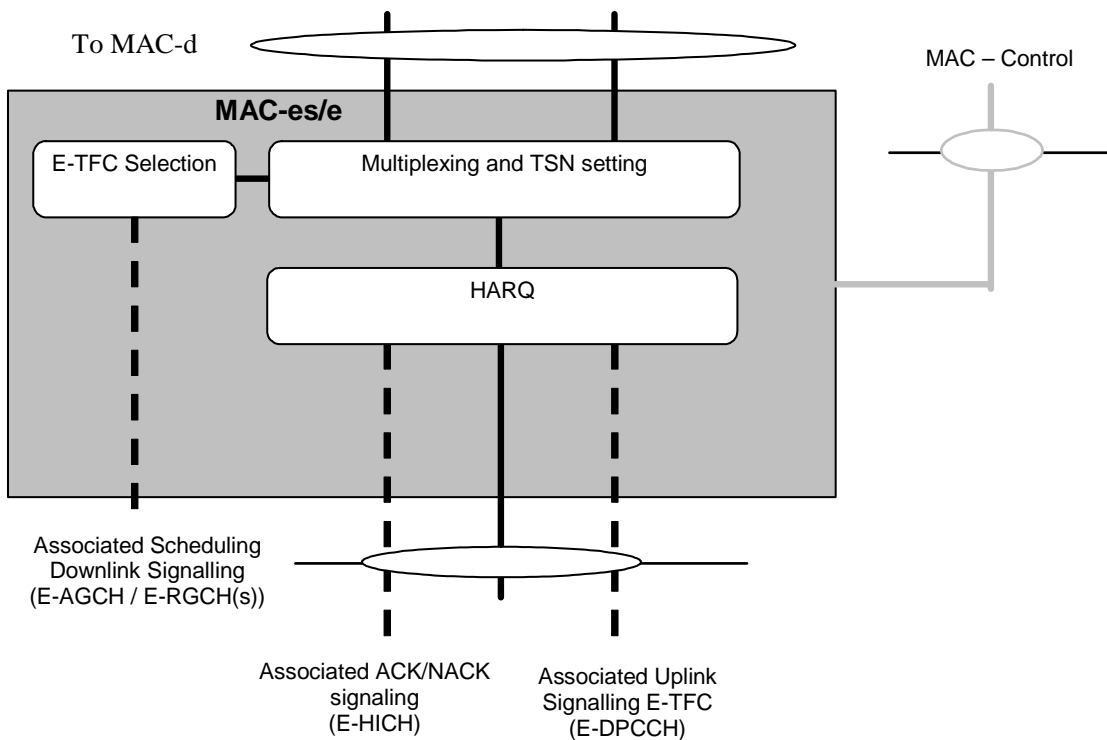 To MAC-d
MAC – Control
MAC-es/e
E-TFC Selection
Multiplexing and TSN setting
HARQ
Associated Scheduling
Downlink Signalling
(E-AGCH / E-RGCH(s))
Associated ACK/NACK
signaling
(E-HICH)
Associated Uplink
Signalling E-TFC
(E-DPCCH)